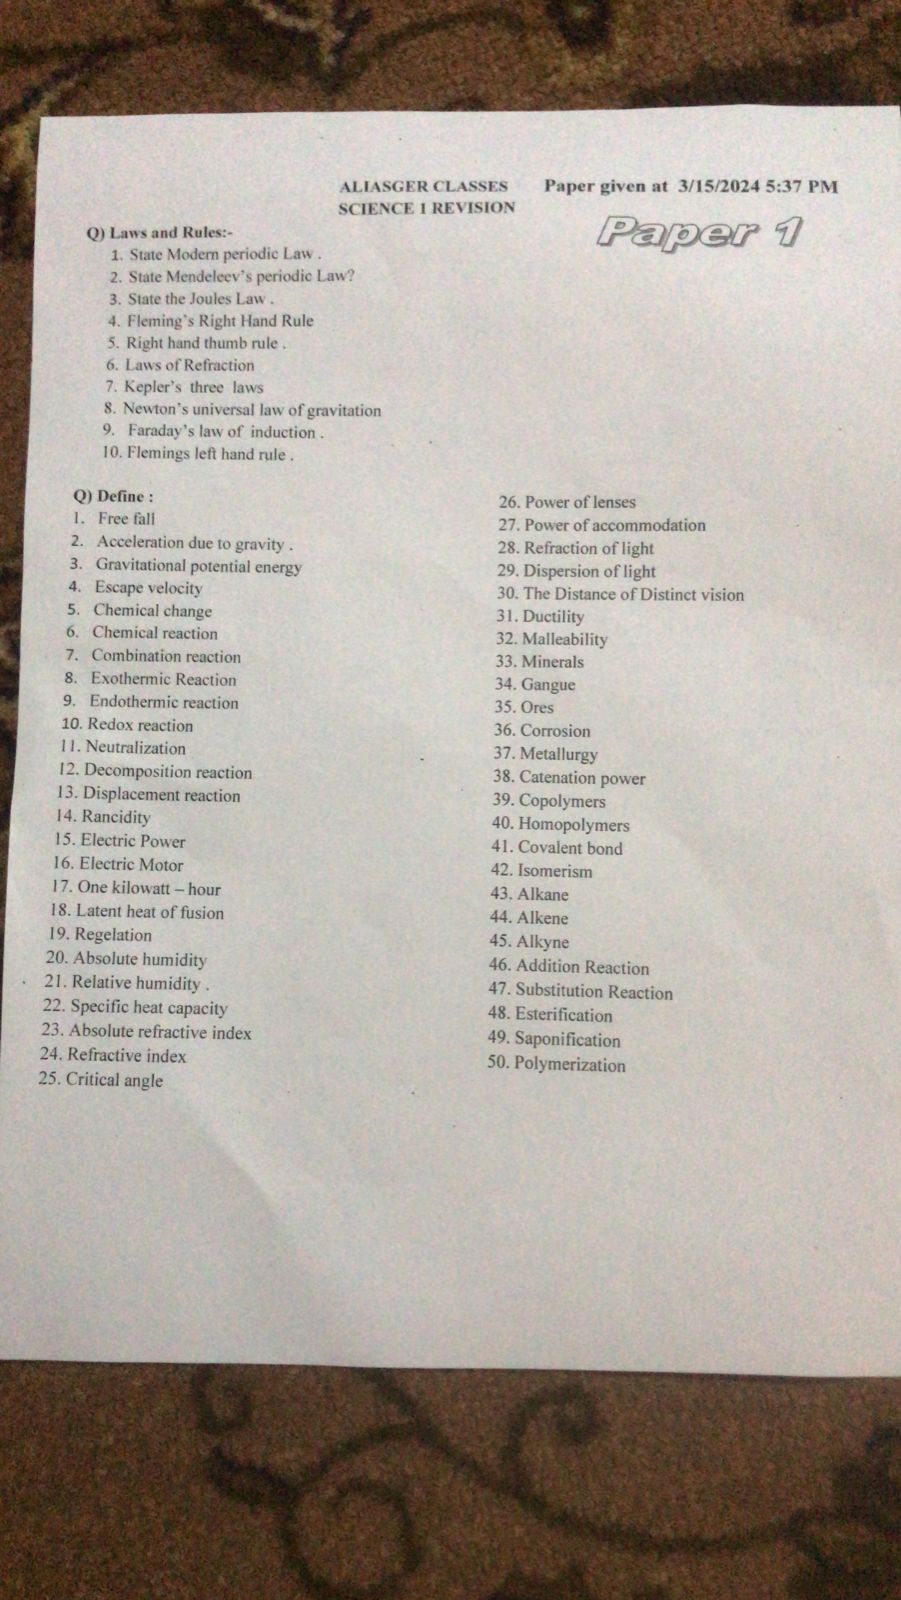 ALIASGER CLASSES Paper given at 3/15/2024 5:37 PM
SCIENCE 1 REVISION
Paper 1
Q) Laws and Rules:-
1. State Modern periodic Law .
2. State Mendeleev's periodic Law?
3. State the Joules Law .
4. Fleming's Right Hand Rule
5. Right hand thumb rule .
6. Laws of Refraction
7. Kepler's three laws
8. Newton's universal law of gravitation
9. Faraday's law of induction .
10. Flemings left hand rule .
Q) Define :
1. Free fall
2. Acceleration due to gravity .
3. Gravitational potential energy
4. Escape velocity
5. Chemical change
6. Chemical reaction
7. Combination reaction
8. Exothermic Reaction
9. Endothermic reaction
10. Redox reaction
11. Neutralization
12. Decomposition reaction
13. Displacement reaction
14. Rancidity
15. Electric Power
16. Electric Motor
17. One kilowatt – hour
18. Latent heat of fusion
19. Regelation
20. Absolute humidity
21. Relative humidity .
22. Specific heat capacity
23. Absolute refractive index
24. Refractive index
25. Critical angle
26. Power of lenses
27. Power of accommodation
28. Refraction of light
29. Dispersion of light
30. The Distance of Distinct vision
31. Ductility
32. Malleability
33. Minerals
34. Gangue
35. Ores
36. Corrosion
37. Metallurgy
38. Catenation power
39. Copolymers
40. Homopolymers
41. Covalent bond
42. Isomerism
43. Alkane
44. Alkene
45. Alkyne
46. Addition Reaction
47. Substitution Reaction
48. Esterification
49. Saponification
50. Polymerization